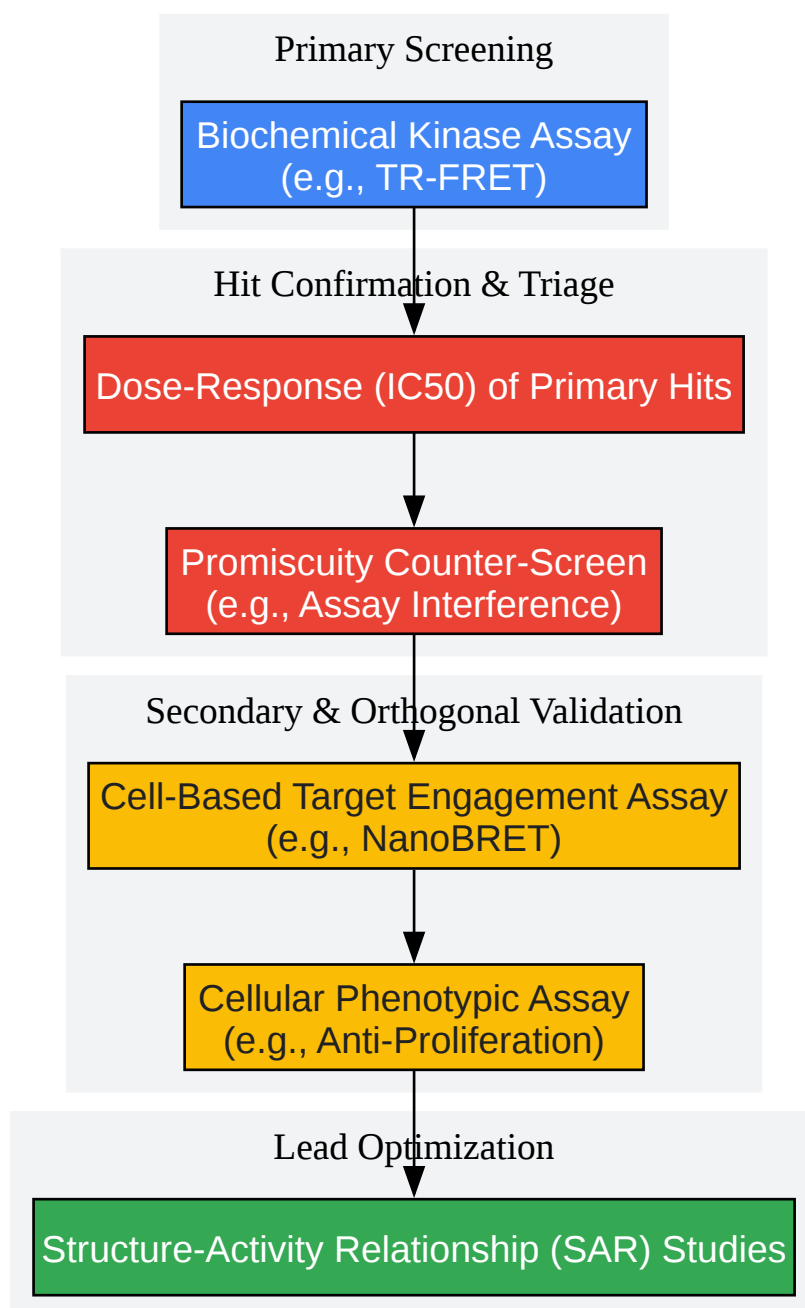 Primary Screening
Biochemical Kinase Assay
(e.g., TR-FRET)
Hit Confirmation & Triage
Dose-Response (IC50) of Primary Hits
Promiscuity Counter-Screen
(e.g., Assay Interference)
Secondary & Orthogonal Validation
Cell-Based Target Engagement Assay
(e.g., NanoBRET)
Cellular Phenotypic Assay
(e.g., Anti-Proliferation)
Lead Optimization
Structure-Activity Relationship (SAR) Studies